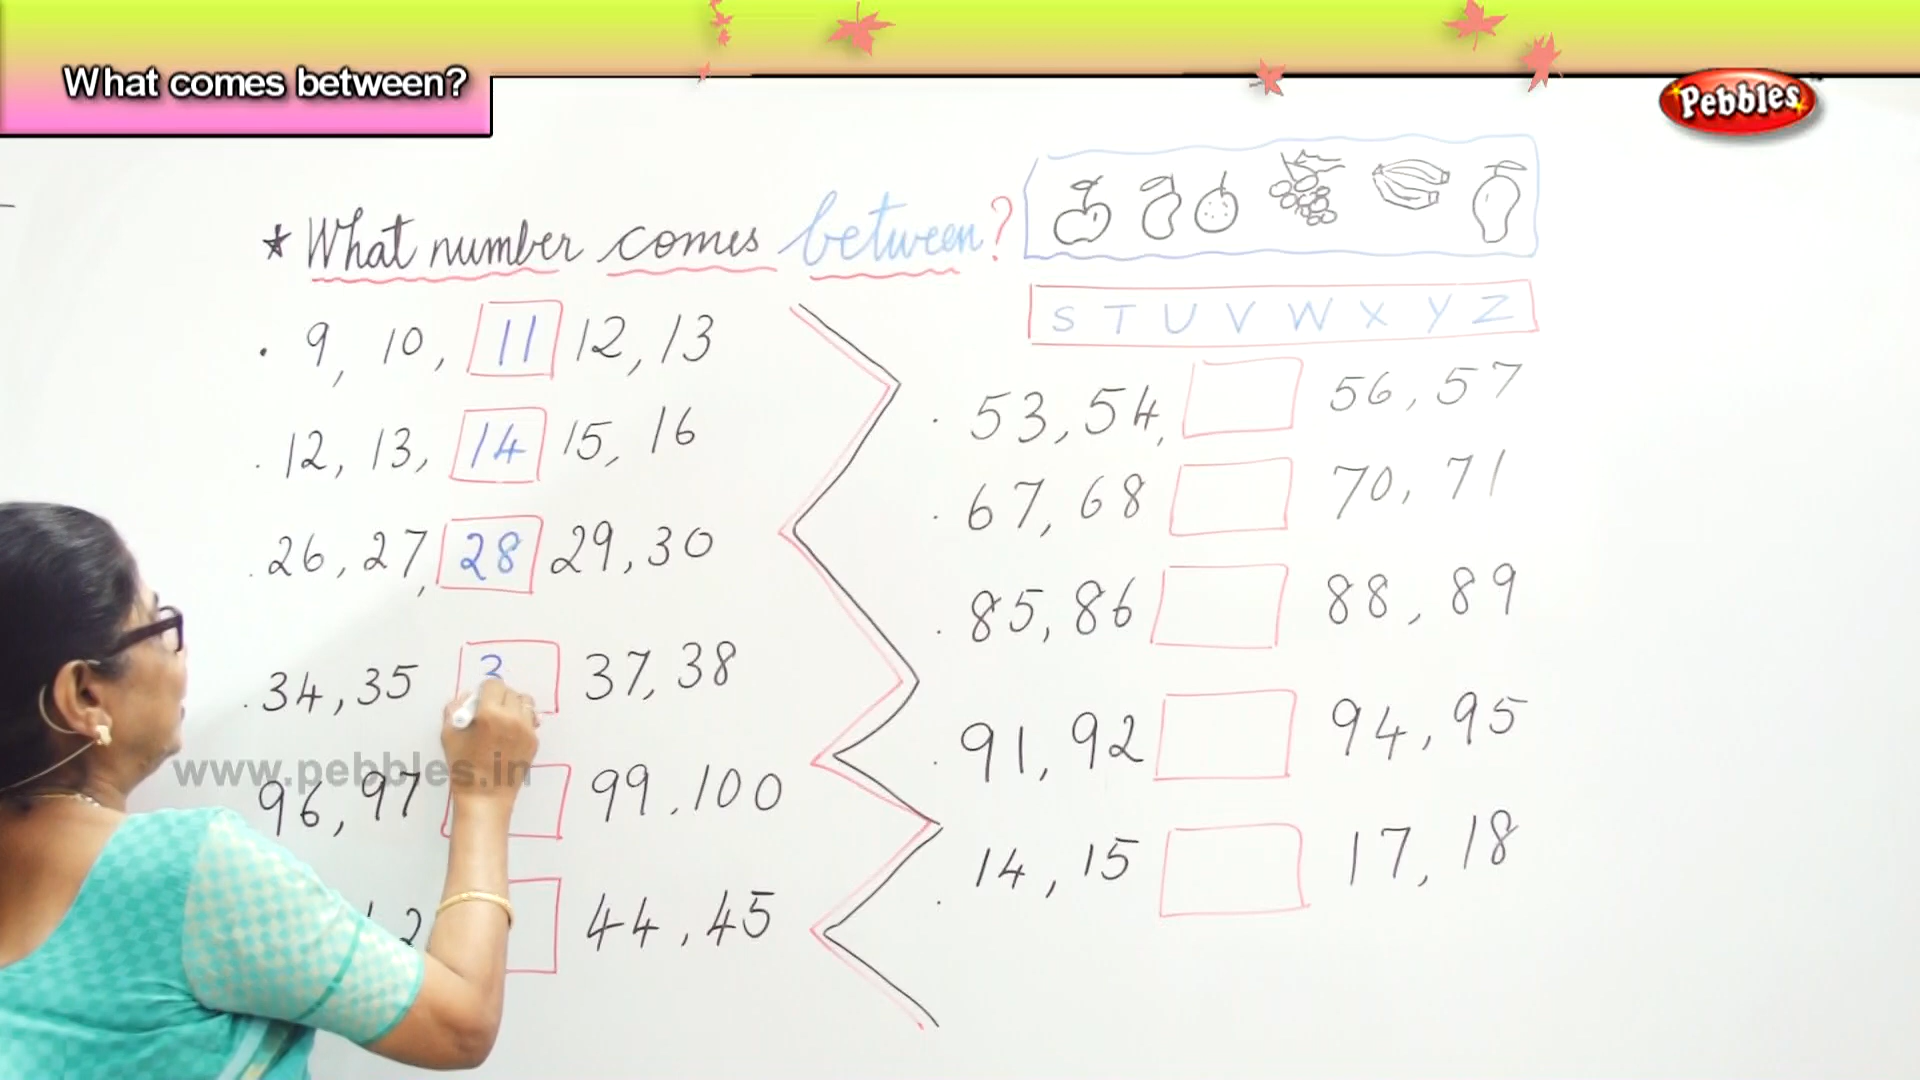 What comes between?
Pebbles
★ What number comes between?
S T U V W X Y Z
. 9, 10, 11 12, 13
. 12, 13, 14 15, 16
. 26, 27, 28 29, 30
. 34, 35 3 37, 38
96, 97 99.100
2 44, 45
. 53, 54, 56, 57
. 67, 68 70, 71
. 85, 86 88, 89
. 91, 92 94, 95
. 14, 15 17, 18
www.pebbles.in